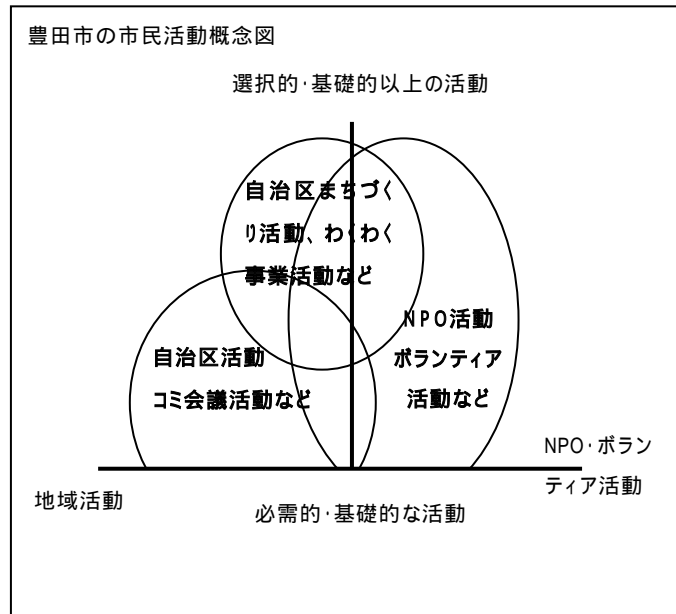 豊田市の市民活動概念図
選択的・基礎的以上の活動
自治区まちづく
り活動、わくわく
事業活動など
NPO活動
ボランティア
活動など
自治区活動
コミ会議活動など
NPO・ボラン
ティア活動
地域活動
必需的・基礎的な活動